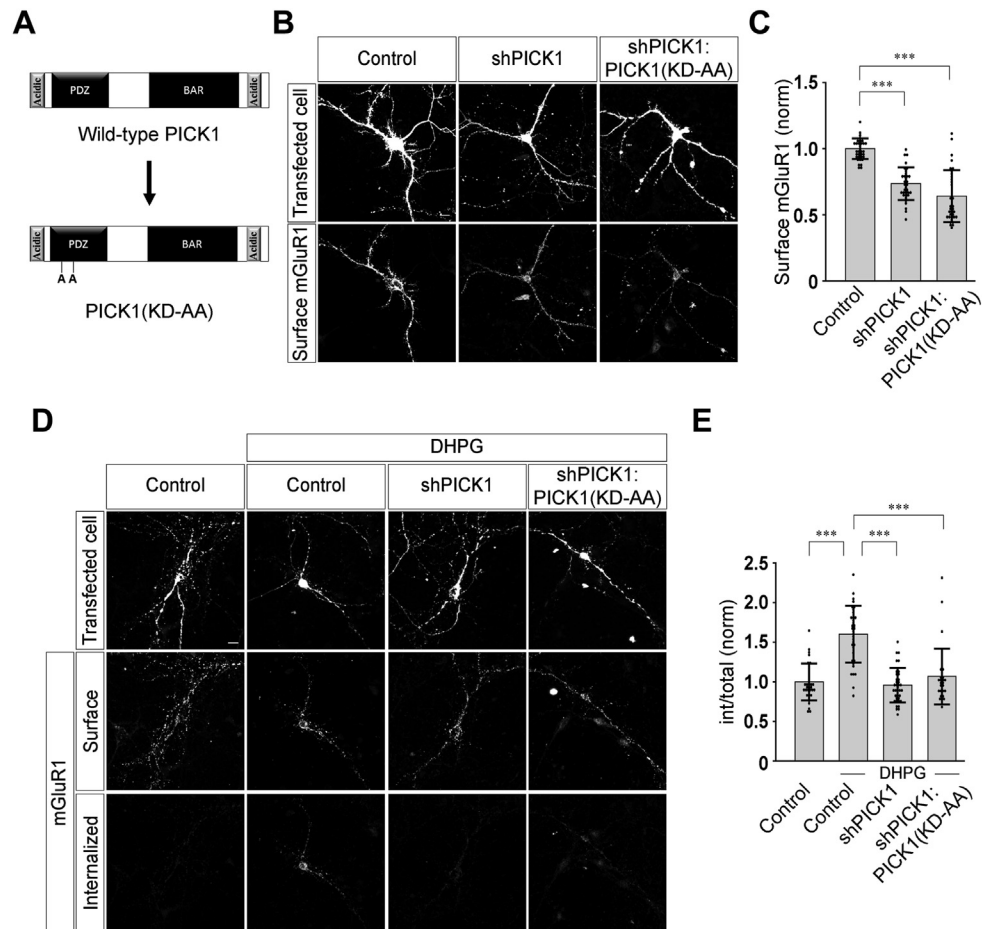 A
Acidic
PDZ
BAR
Acidic
Wild-type PICK1
Acidic
PDZ
BAR
Acidic
A A
PICK1(KD-AA)
B
Control
shPICK1
shPICK1:
PICK1(KD-AA)
Transfected cell
Surface mGluR1
C
Surface mGluR1 (norm)
***
***
1.5
1.0
0.5
0
Control
shPICK1
shPICK1:
PICK1(KD-AA)
D
DHPG
Control
Control
shPICK1
shPICK1:
PICK1(KD-AA)
Transfected cell
mGluR1
Surface
Internalized
E
int/total (norm)
***
***
***
2.5
2.0
1.5
1.0
0.5
0
DHPG
Control
Control
shPICK1
shPICK1:
PICK1(KD-AA)